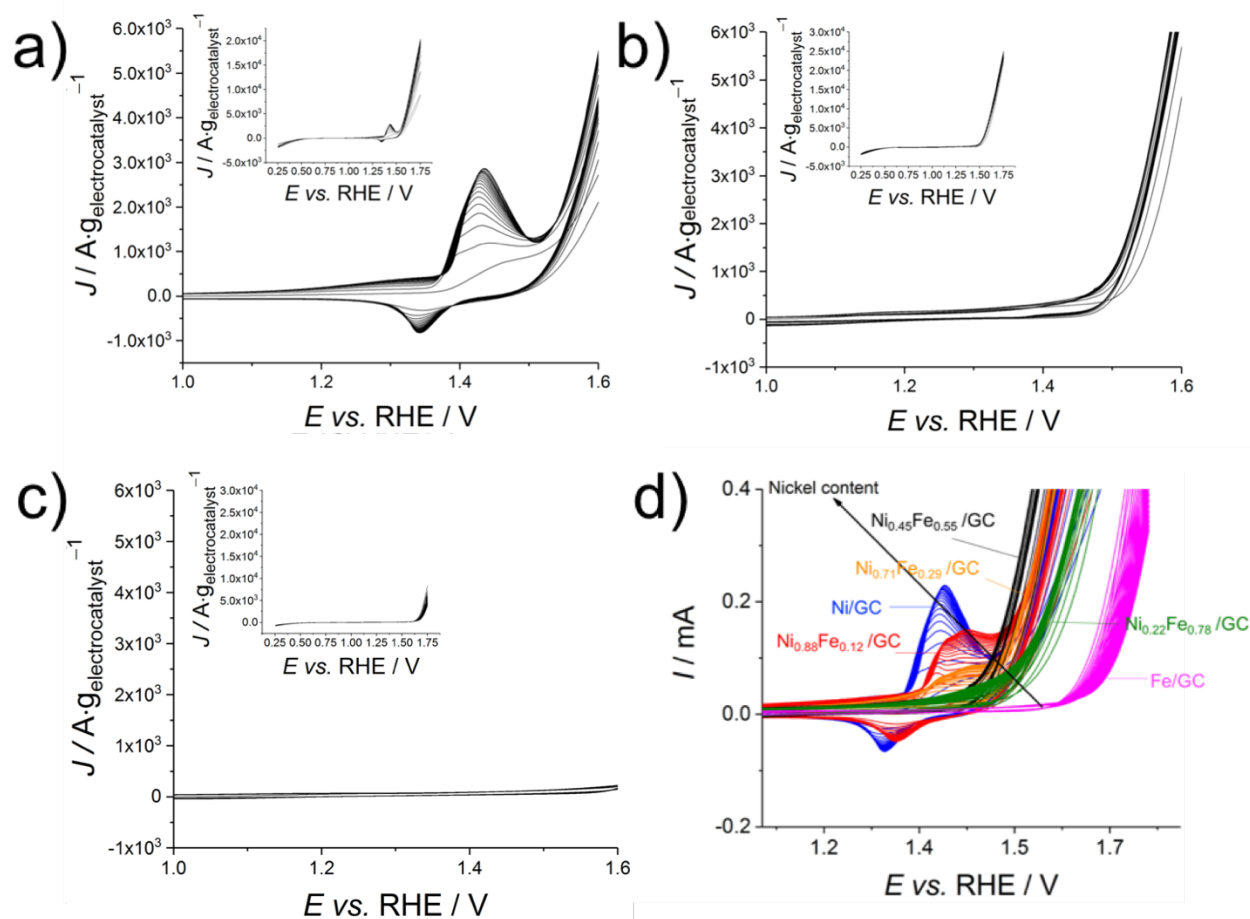 a)
J / A·g_electrocatalyst⁻¹
6.0x10³
5.0x10³
4.0x10³
3.0x10³
2.0x10³
1.0x10³
0.0
-1.0x10³
1.0
1.2
1.4
1.6
E vs. RHE / V
J / A·g_electrocatalyst⁻¹
2.0x10⁴
1.5x10⁴
1.0x10⁴
5.0x10³
0.0
-5.0x10³
0.25 0.50 0.75 1.00 1.25 1.50 1.75
E vs. RHE / V
b)
J / A·g_electrocatalyst⁻¹
6x10³
5x10³
4x10³
3x10³
2x10³
1x10³
0
-1x10³
1.0
1.2
1.4
1.6
E vs. RHE / V
J / A·g_electrocatalyst⁻¹
3.0x10⁴
2.5x10⁴
2.0x10⁴
1.5x10⁴
1.0x10⁴
5.0x10³
0.0
-5.0x10³
0.25 0.50 0.75 1.00 1.25 1.50 1.75
E vs. RHE / V
c)
J / A·g_electrocatalyst⁻¹
6x10³
5x10³
4x10³
3x10³
2x10³
1x10³
0
-1x10³
1.0
1.2
1.4
1.6
E vs. RHE / V
J / A·g_electrocatalyst⁻¹
3.0x10⁴
2.5x10⁴
2.0x10⁴
1.5x10⁴
1.0x10⁴
5.0x10³
0.0
0.25 0.50 0.75 1.00 1.25 1.50 1.75
E vs. RHE / V
d)
I / mA
0.4
0.2
0.0
-0.2
1.2
1.4
1.5
1.7
E vs. RHE / V
Nickel content
Ni₀.₄₅Fe₀.₅₅/GC
Ni₀.₇₁Fe₀.₂₉/GC
Ni/GC
Ni₀.₈₈Fe₀.₁₂/GC
Ni₀.₂₂Fe₀.₇₈/GC
Fe/GC